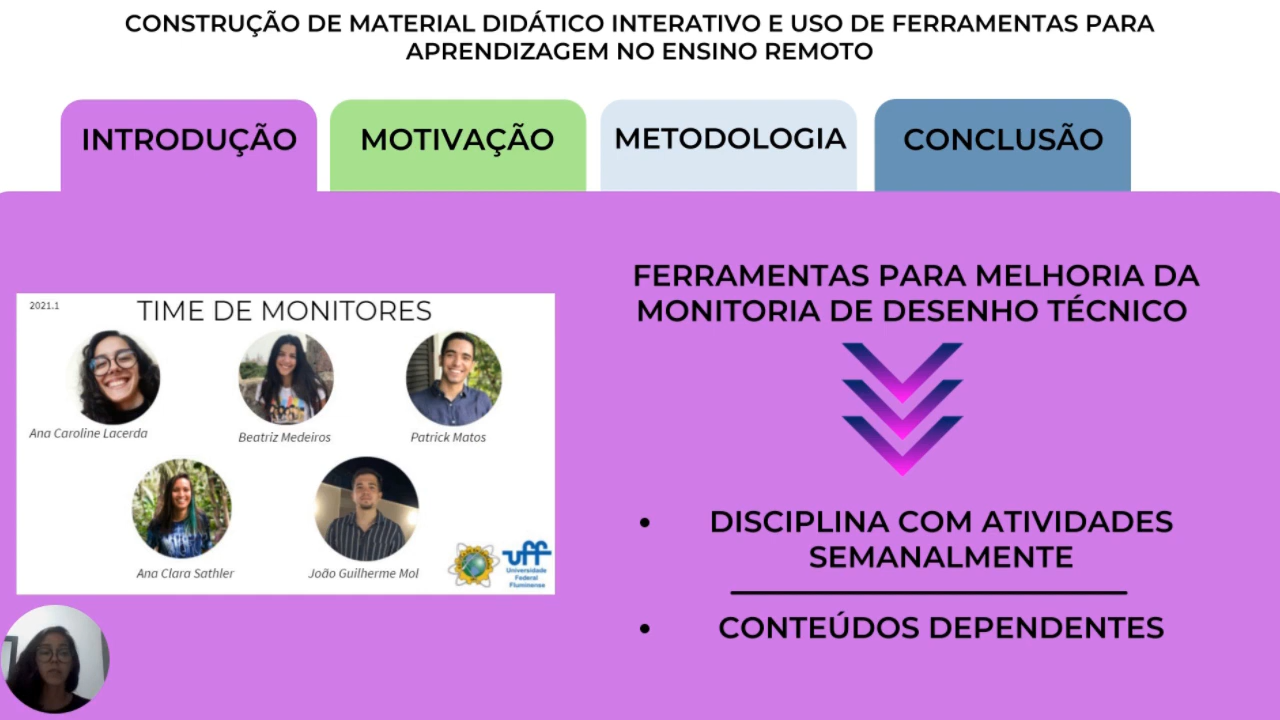 CONSTRUÇÃO DE MATERIAL DIDÁTICO INTERATIVO E USO DE FERRAMENTAS PARA
APRENDIZAGEM NO ENSINO REMOTO
INTRODUÇÃO
MOTIVAÇÃO
METODOLOGIA
CONCLUSÃO
2021.1
TIME DE MONITORES
Ana Caroline Lacerda
Beatriz Medeiros
Patrick Matos
Ana Clara Sathler
João Guilherme Mol
uff
Universidade
Federal
Fluminense
FERRAMENTAS PARA MELHORIA DA
MONITORIA DE DESENHO TÉCNICO
• DISCIPLINA COM ATIVIDADES
SEMANALMENTE
• CONTEÚDOS DEPENDENTES